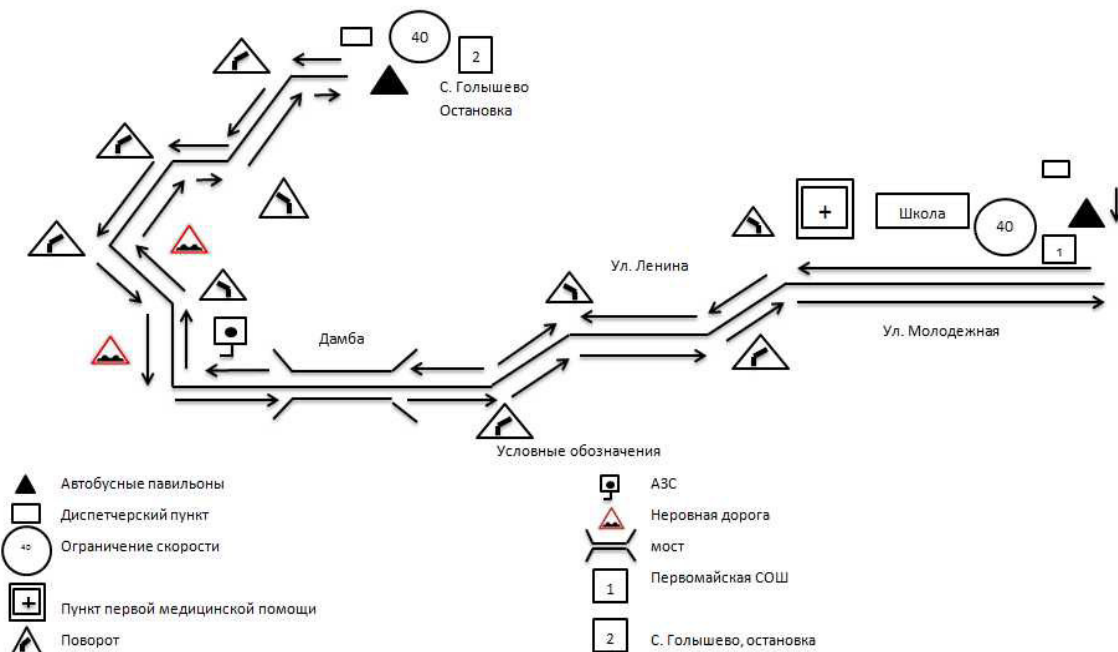 40
2
С. Голышево
Остановка
Школа
40
1
Ул. Ленина
Дамба
Ул. Молодежная
Условные обозначения
Автобусные павильоны
Диспетчерский пункт
40
Ограничение скорости
Пункт первой медицинской помощи
Поворот
АЗС
Неровная дорога
мост
1
Первомайская СОШ
2
С. Голышево, остановка